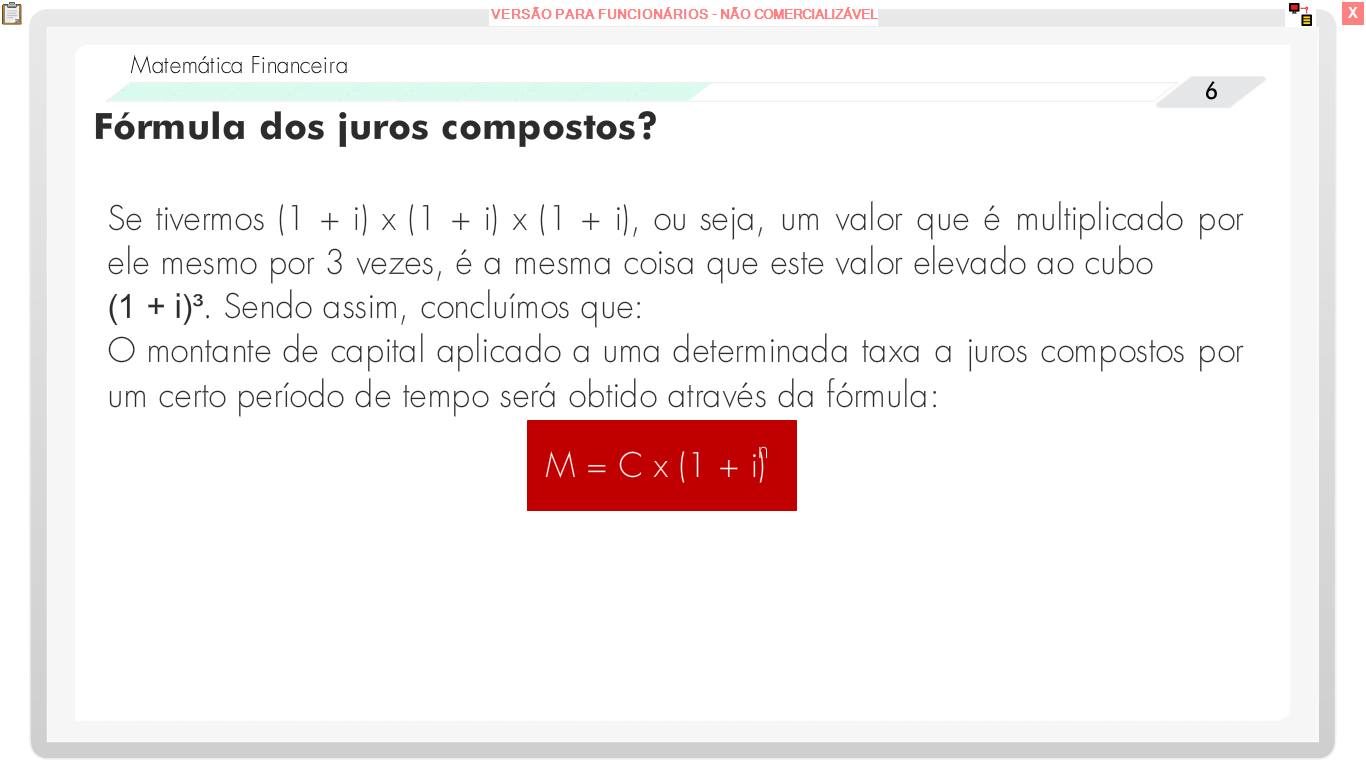 VERSÃO PARA FUNCIONÁRIOS - NÃO COMERCIALIZÁVEL
X
Matemática Financeira
6
Fórmula dos juros compostos?
Se tivermos (1 + i) x (1 + i) x (1 + i), ou seja, um valor que é multiplicado por
ele mesmo por 3 vezes, é a mesma coisa que este valor elevado ao cubo
(1 + i)³. Sendo assim, concluímos que:
O montante de capital aplicado a uma determinada taxa a juros compostos por
um certo período de tempo será obtido através da fórmula:
M = C x (1 + i)ⁿ